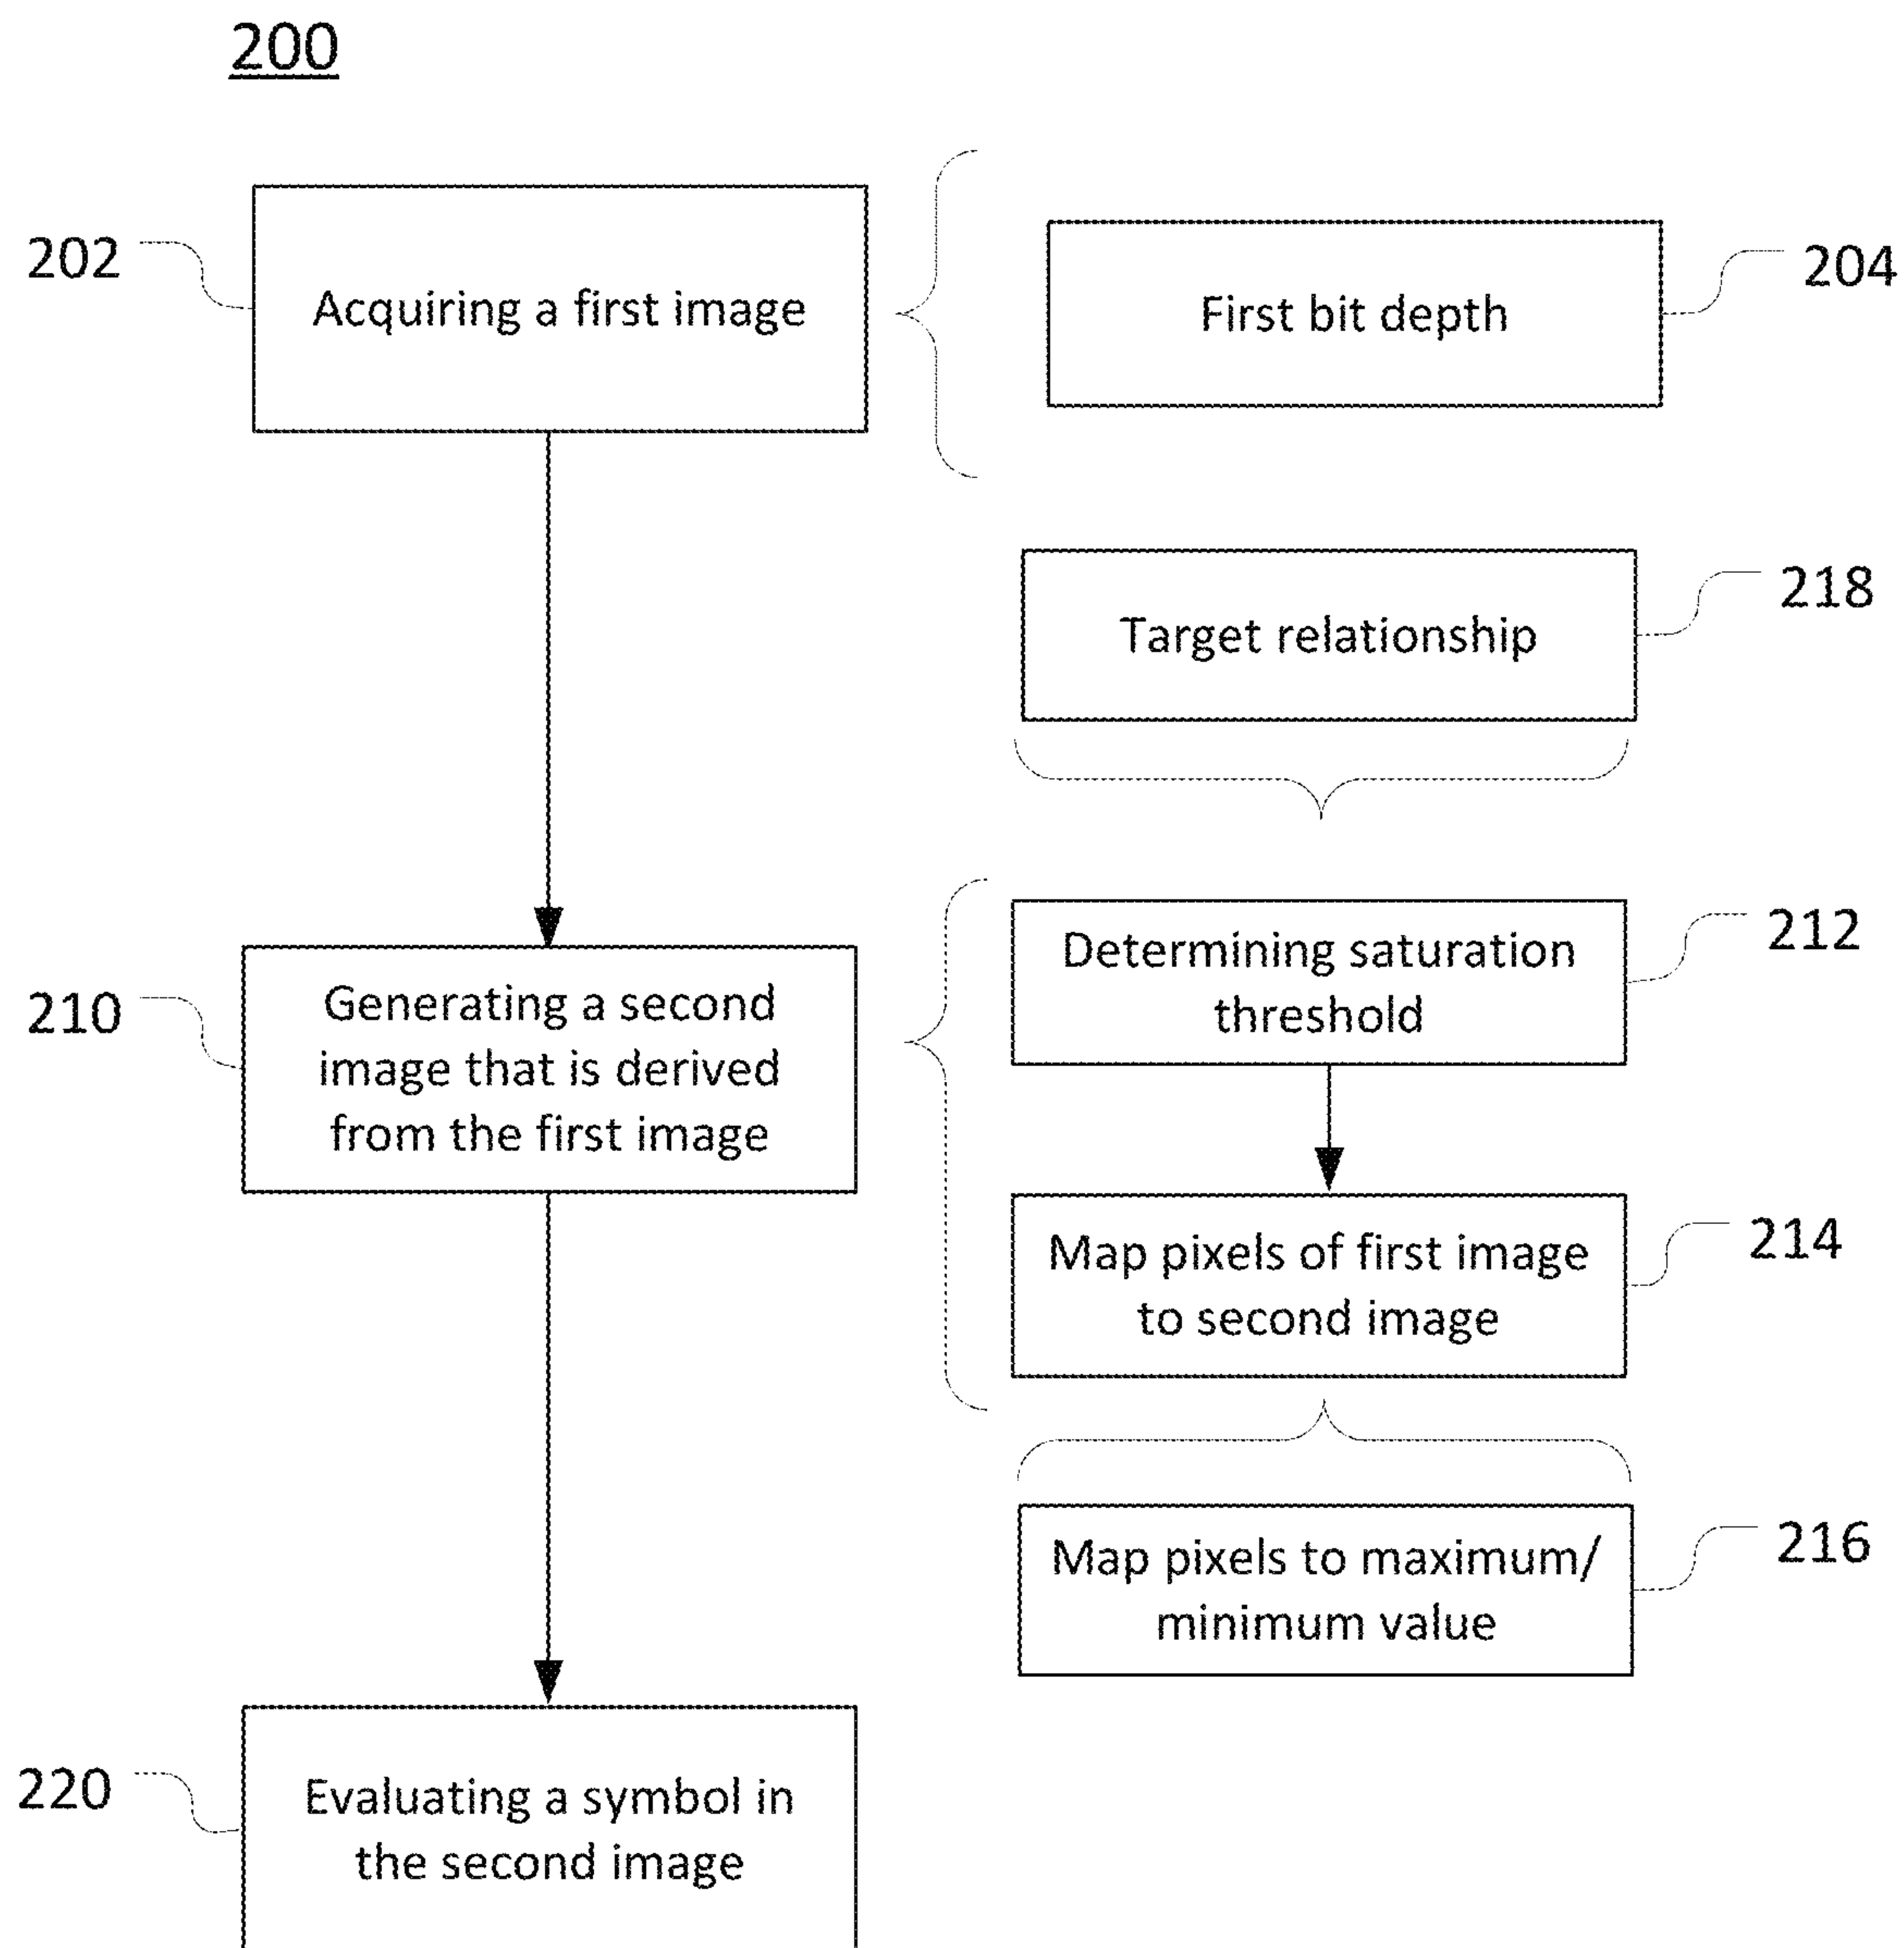 200
202
Acquiring a first image
First bit depth
204
Target relationship
218
210
Generating a second
image that is derived
from the first image
Determining saturation
threshold
212
Map pixels of first image
to second image
214
Map pixels to maximum/
minimum value
216
220
Evaluating a symbol in
the second image